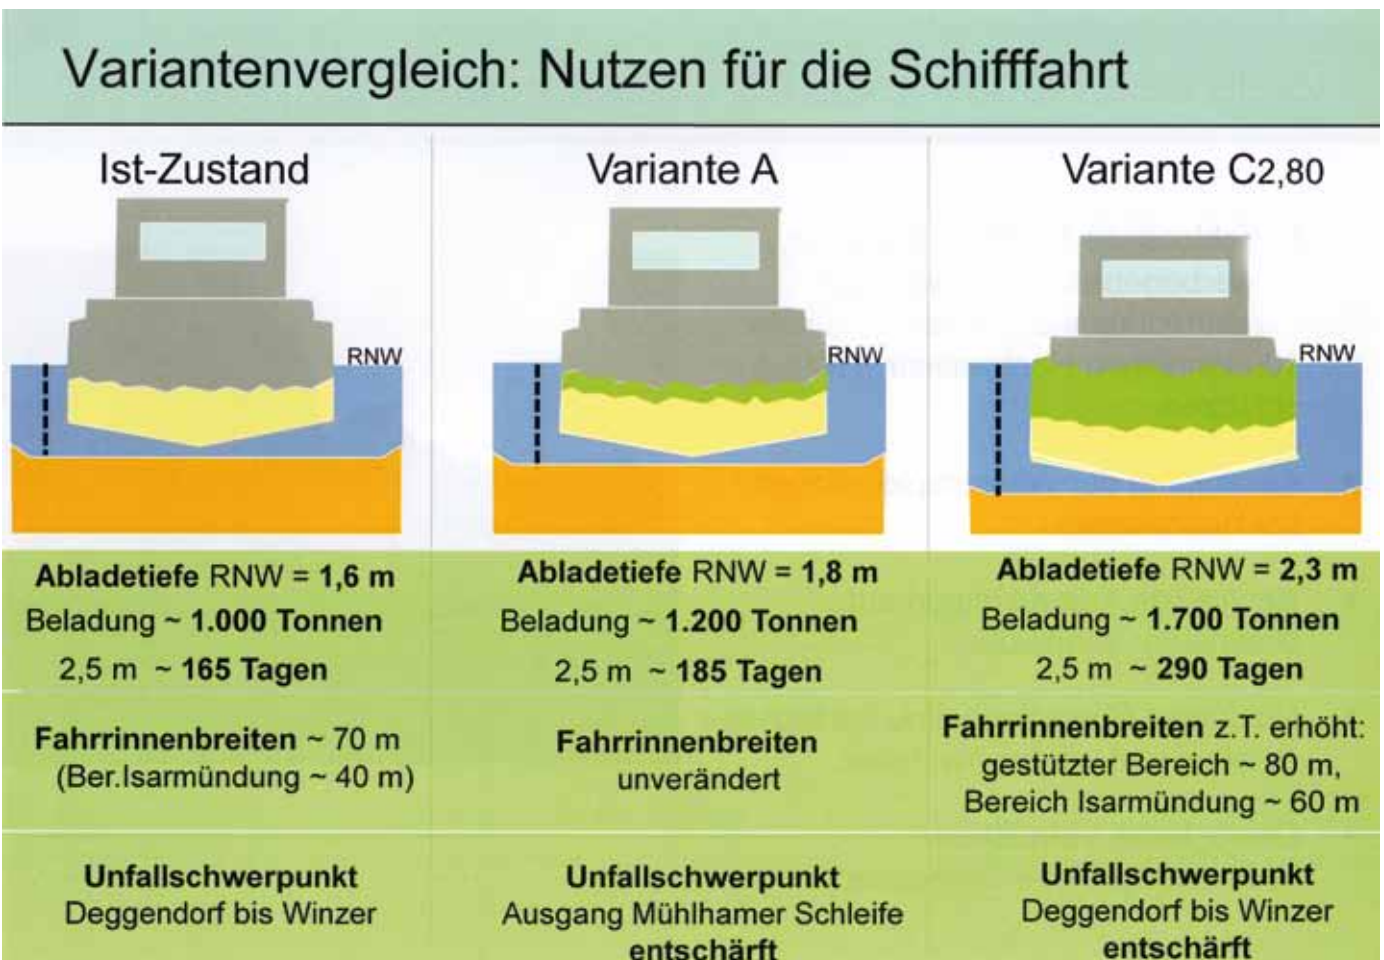 Variantenvergleich: Nutzen für die Schifffahrt
Ist-Zustand
RNW
Abladetiefe RNW = 1,6 m
Beladung ~ 1.000 Tonnen
2,5 m ~ 165 Tagen
Fahrrinnenbreiten ~ 70 m
(Ber.Isarmündung ~ 40 m)
Unfallschwerpunkt
Deggendorf bis Winzer
Variante A
RNW
Abladetiefe RNW = 1,8 m
Beladung ~ 1.200 Tonnen
2,5 m ~ 185 Tagen
Fahrrinnenbreiten
unverändert
Unfallschwerpunkt
Ausgang Mühlhamer Schleife
entschärft
Variante C2,80
RNW
Abladetiefe RNW = 2,3 m
Beladung ~ 1.700 Tonnen
2,5 m ~ 290 Tagen
Fahrrinnenbreiten z.T. erhöht:
gestützter Bereich ~ 80 m,
Bereich Isarmündung ~ 60 m
Unfallschwerpunkt
Deggendorf bis Winzer
entschärft